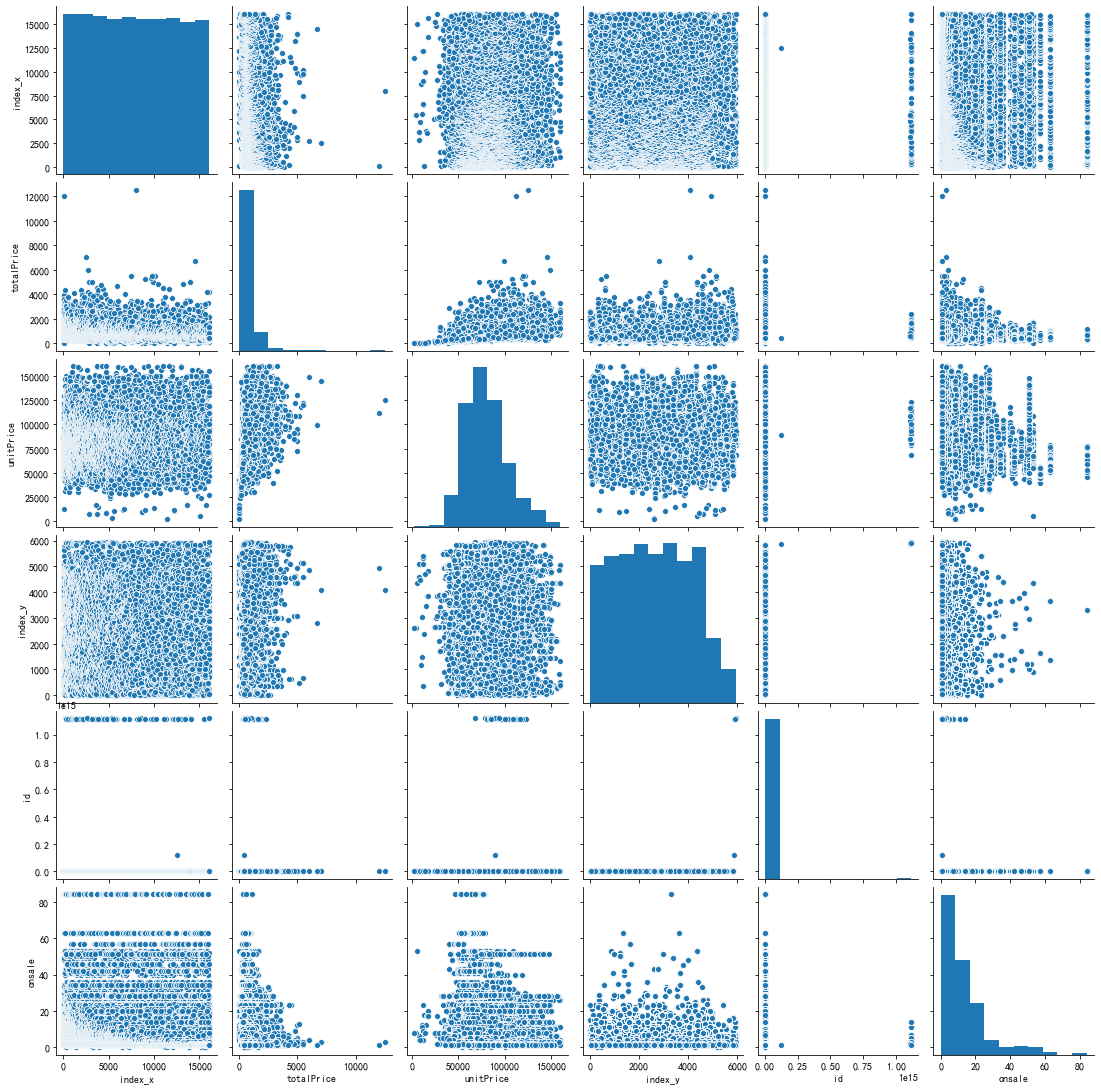 15000
12500
10000
7500
5000
2500
0
index_x
12000
10000
8000
6000
4000
2000
0
totalPrice
150000
125000
100000
75000
50000
25000
0
unitPrice
6000
5000
4000
3000
2000
1000
0
index_y
1e15
1.0
0.8
0.6
0.4
0.2
0.0
id
80
60
40
20
0
onsale
0 5000 10000 15000
index_x
0 5000 10000
totalPrice
0 50000 100000 150000
unitPrice
0 2000 4000 6000
index_y
0.00 0.25 0.50 0.75 1.00
1e15
id
0 20 40 60 80
onsale